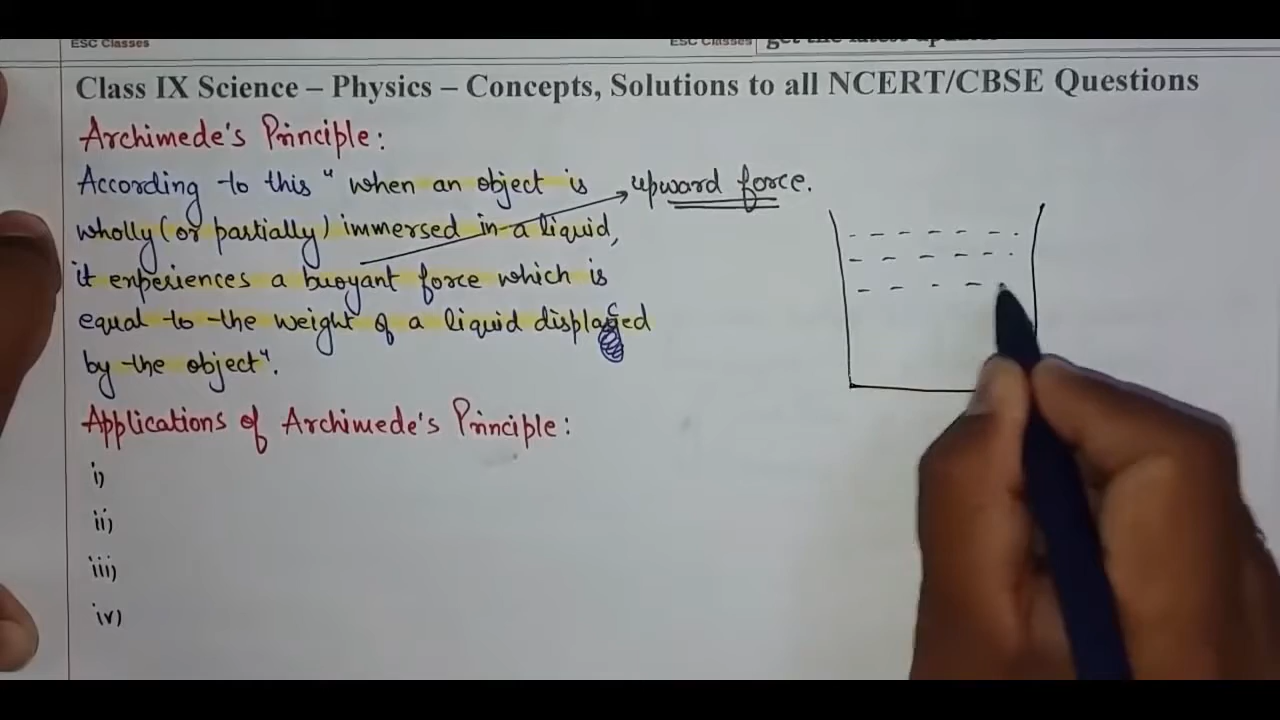 ESC Classes
ESC Classes
Class IX Science – Physics – Concepts, Solutions to all NCERT/CBSE Questions
Archimede's Principle:
According to this " when an object is
upward force.
wholly (or partially) immersed in a liquid,
it experiences a buoyant force which is
equal to the weight of a liquid displaced
by the object".
Applications of Archimede's Principle:
i)
ii)
iii)
iv)